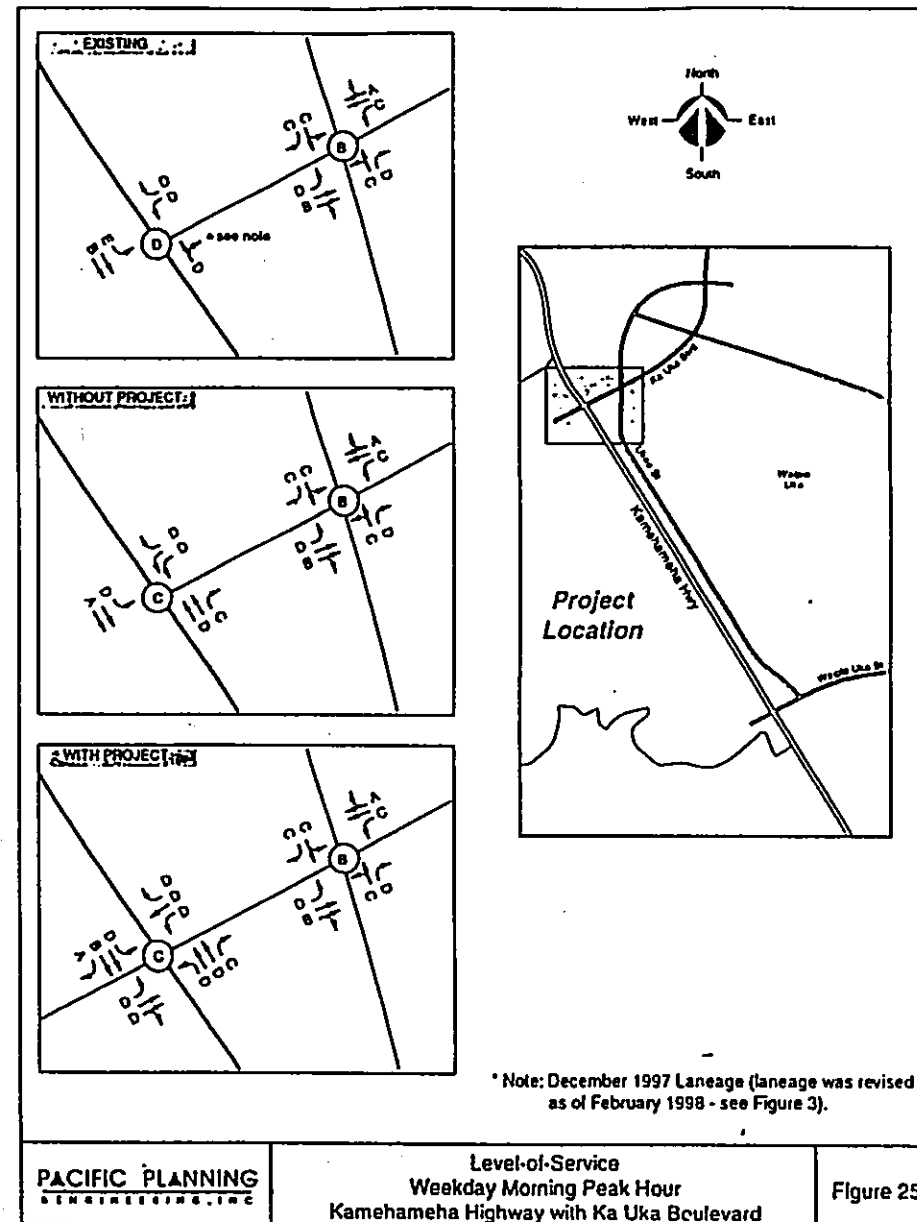 EXISTING
A C
C C
B
D C
D B
D D
D
* see note
B E
D
WITHOUT PROJECT
A C
C C
B
D C
D B
D D
C
A D
C D
WITH PROJECT
A C
C C
B
D C
D B
D D D
C
A B D
C D D
D D
North
West
East
South
Ka Uka Blvd
Kamehameha Hwy
Project
Location
* Note: December 1997 Laneage (laneage was revised
as of February 1998 - see Figure 3).
PACIFIC PLANNING
& ENGINEERING, INC
Level-of-Service
Weekday Morning Peak Hour
Kamehameha Highway with Ka Uka Boulevard
Figure 25